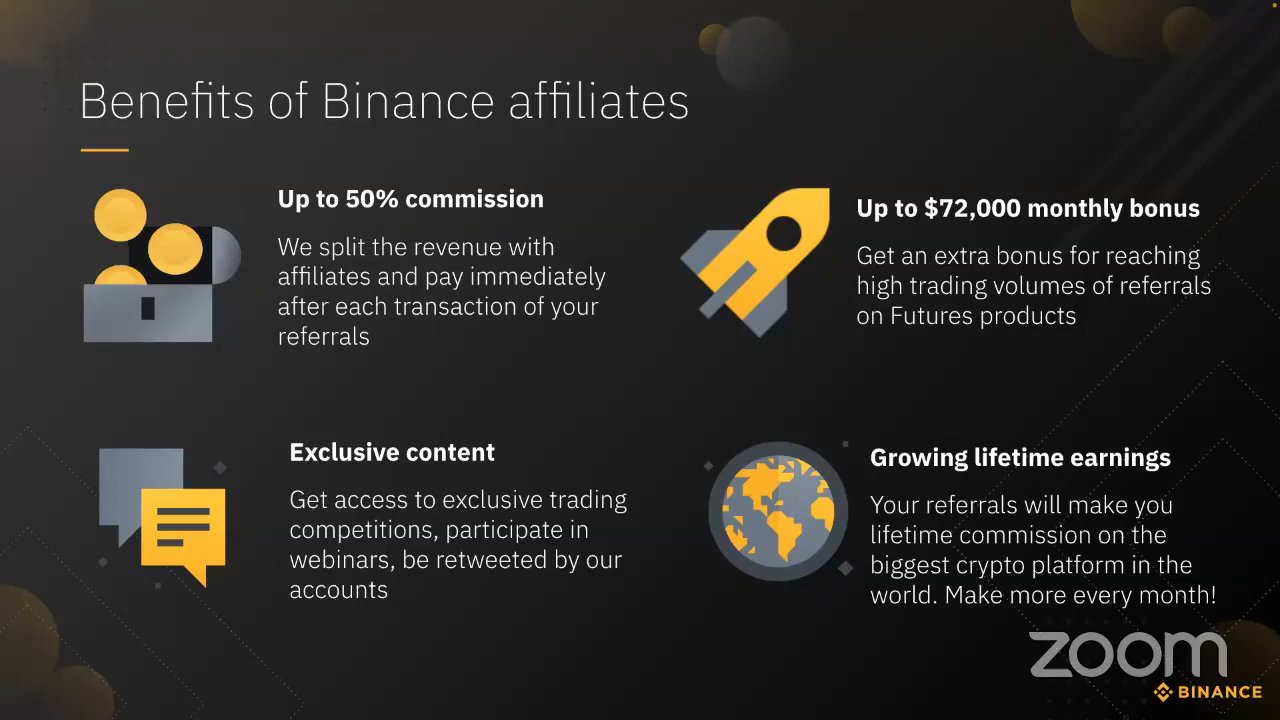 Benefits of Binance affiliates
Up to 50% commission
We split the revenue with
affiliates and pay immediately
after each transaction of your
referrals
Up to $72,000 monthly bonus
Get an extra bonus for reaching
high trading volumes of referrals
on Futures products
Exclusive content
Get access to exclusive trading
competitions, participate in
webinars, be retweeted by our
accounts
Growing lifetime earnings
Your referrals will make you
lifetime commission on the
biggest crypto platform in the
world. Make more every month!
zoom
BINANCE